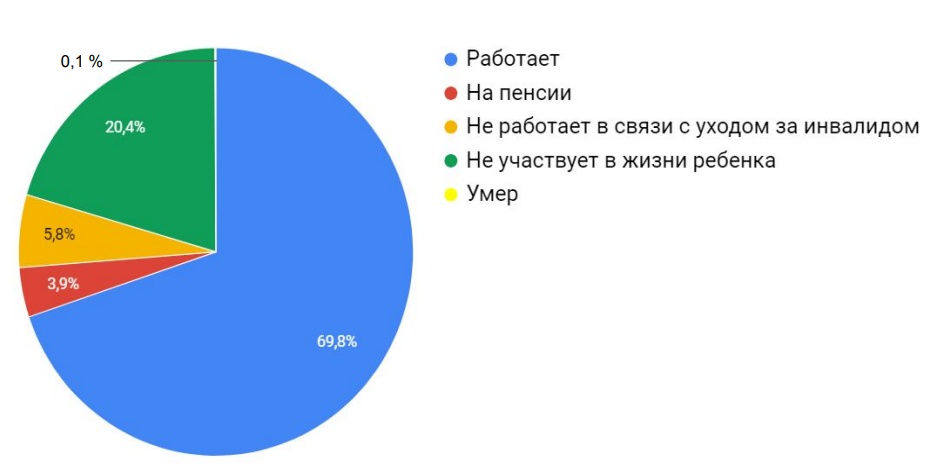 0,1 %
20,4%
5,8%
3,9%
69,8%
Работает
На пенсии
Не работает в связи с уходом за инвалидом
Не участвует в жизни ребенка
Умер